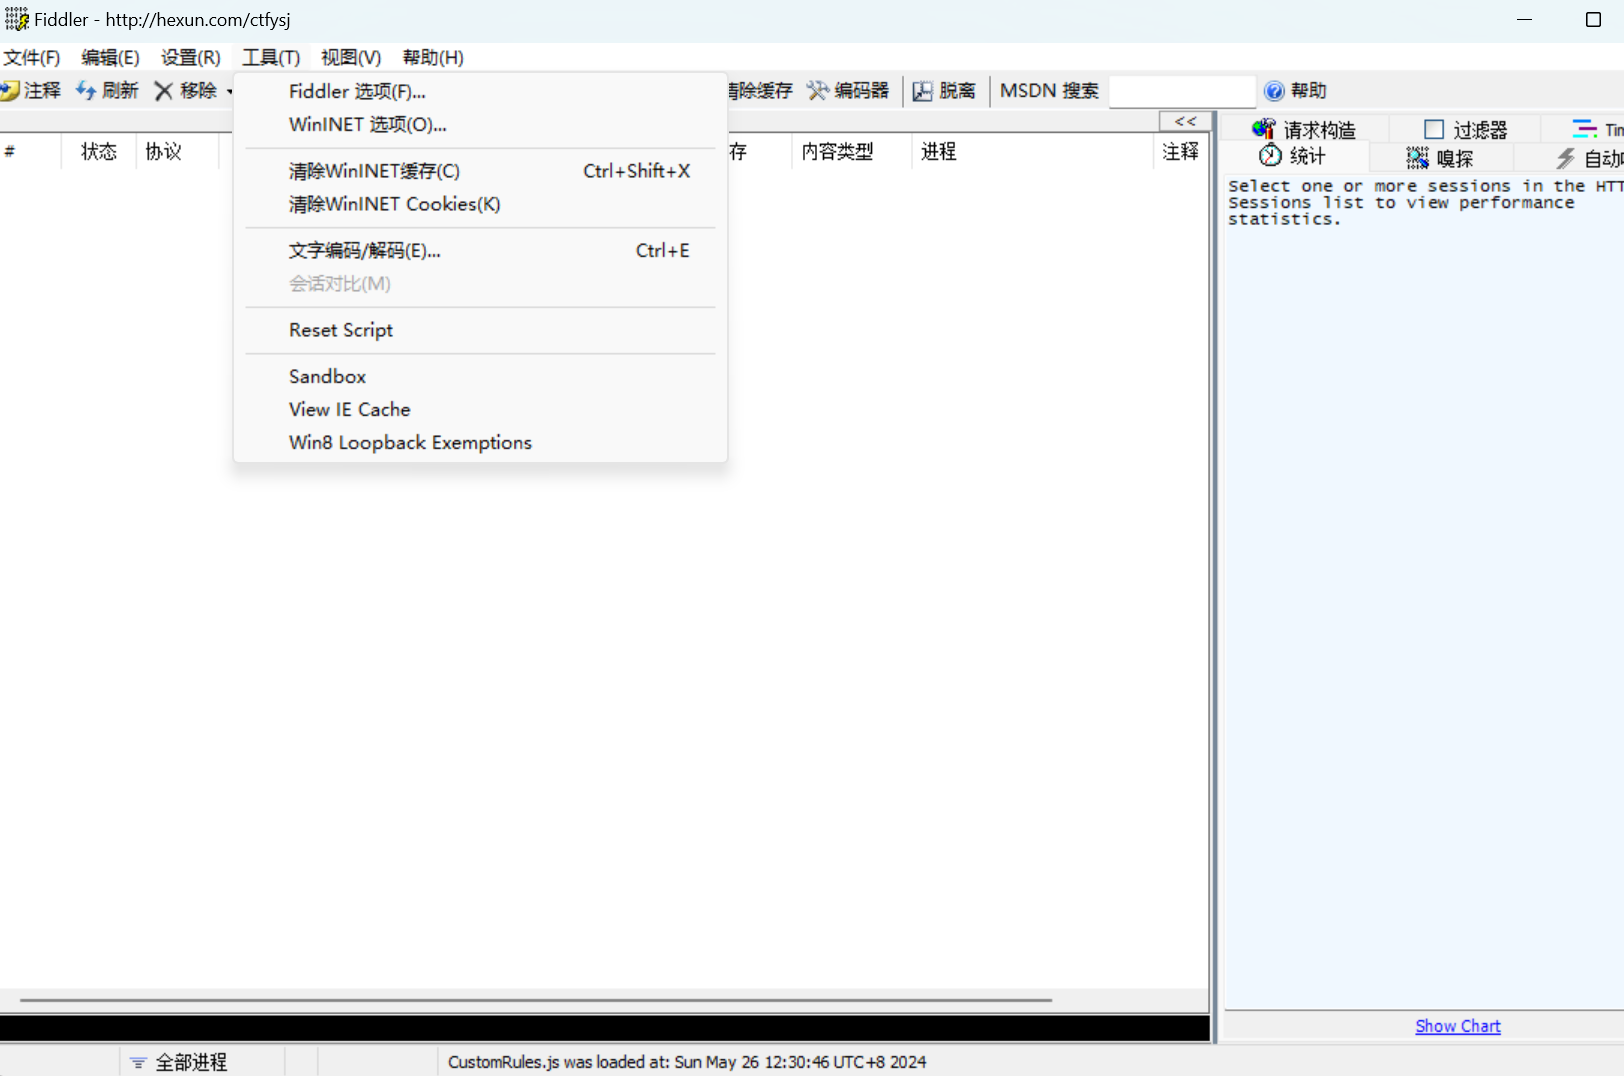 Fiddler - http://hexun.com/ctfysj
文件(F) 编辑(E) 设置(R) 工具(T) 视图(V) 帮助(H)
注释 刷新 移除 清除缓存 编码器 脱离 MSDN 搜索 帮助
Fiddler 选项(F)...
WinINET 选项(O)...
清除WinINET缓存(C) Ctrl+Shift+X
清除WinINET Cookies(K)
文字编码/解码(E)... Ctrl+E
会话对比(M)
Reset Script
Sandbox
View IE Cache
Win8 Loopback Exemptions
<<
# 状态 协议 存 内容类型 进程 注释
请求构造 过滤器 Tim
统计 嗅探 自动
Select one or more sessions in the HTT
Sessions list to view performance
statistics.
Show Chart
全部进程 CustomRules.js was loaded at: Sun May 26 12:30:46 UTC+8 2024